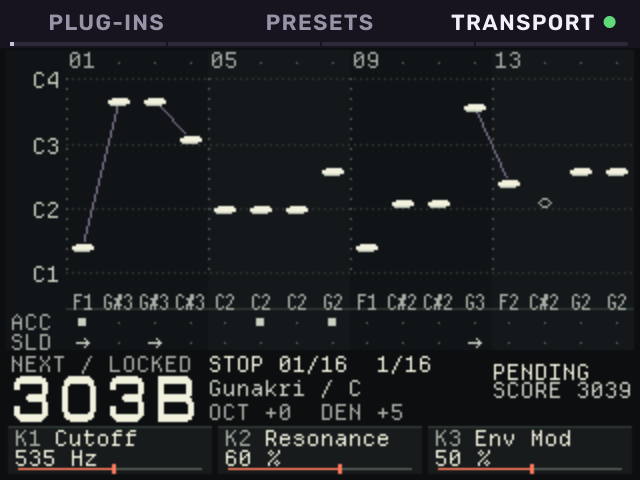 PLUG-INS PRESETS TRANSPORT
01 05 09 13
C4
C3
C2
C1
F1 G#3 G#3 C#3 C2 C2 C2 G2 F1 C#2 C#2 G3 F2 C#2 G2 G2
ACC
SLD
NEXT / LOCKED STOP 01/16 1/16
303B
Gunakri / C
OCT +0 DEN +5
PENDING
SCORE 3039
K1 Cutoff
535 Hz
K2 Resonance
60 %
K3 Env Mod
50 %